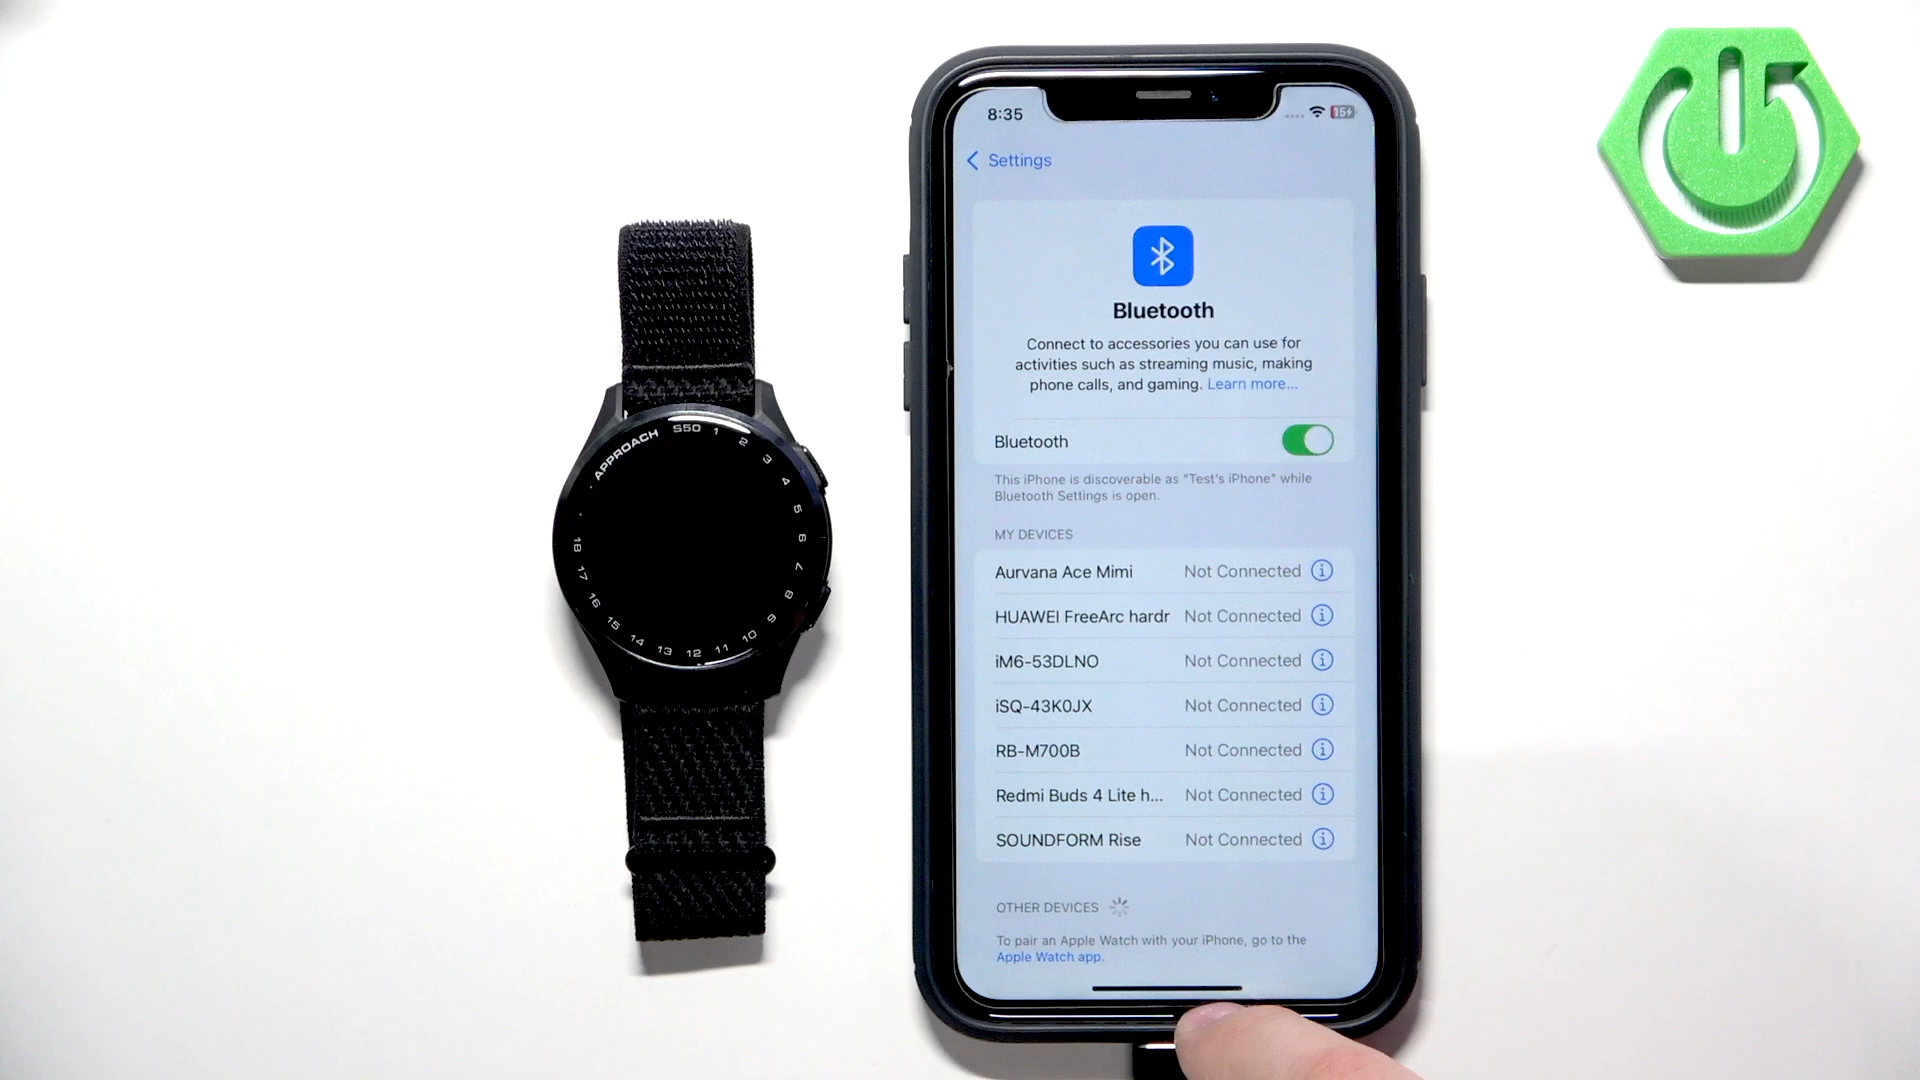 APPROACH S50 1 2 3 4 5 6 7 8 9 10 11 12 13 14 15 16 17 18
8:35
15
Settings
Bluetooth
Connect to accessories you can use for
activities such as streaming music, making
phone calls, and gaming. Learn more...
Bluetooth
This iPhone is discoverable as "Test's iPhone" while
Bluetooth Settings is open.
MY DEVICES
Aurvana Ace Mimi Not Connected
HUAWEI FreeArc hardr Not Connected
iM6-53DLNO Not Connected
iSQ-43K0JX Not Connected
RB-M700B Not Connected
Redmi Buds 4 Lite h... Not Connected
SOUNDFORM Rise Not Connected
OTHER DEVICES
To pair an Apple Watch with your iPhone, go to the
Apple Watch app.